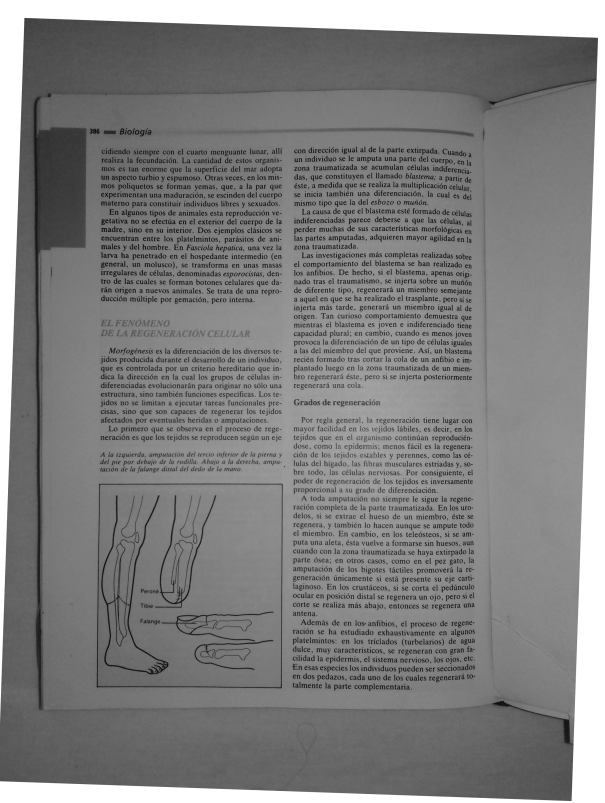 386 Biología
cidiendo siempre con el cuarto menguante lunar, allí
realiza la fecundación. La cantidad de estos organis-
mos es tan enorme que la superficie del mar adopta
un aspecto turbio y espumoso. Otras veces, en los mis-
mos poliquetos se forman yemas, que, a la par que
experimentan una maduración, se escinden del cuerpo
materno para constituir individuos libres y sexuados.
En algunos tipos de animales esta reproducción ve-
getativa no se efectúa en el exterior del cuerpo de la
madre, sino en su interior. Dos ejemplos clásicos se
encuentran entre los platelmintos, parásitos de ani-
males y del hombre. En Fasciola hepatica, una vez la
larva ha penetrado en el hospedante intermedio (en
general, un molusco), se transforma en unas masas
irregulares de células, denominadas esporocistos, den-
tro de las cuales se forman botones celulares que da-
rán origen a nuevos animales. Se trata de una repro-
ducción múltiple por gemación, pero interna.
EL FENÓMENO
DE LA REGENERACIÓN CELULAR
Morfogénesis es la diferenciación de los diversos te-
jidos producida durante el desarrollo de un individuo,
que es controlada por un criterio hereditario que in-
dica la dirección en la cual los grupos de células in-
diferenciadas evolucionarán para originar no sólo una
estructura, sino también funciones específicas. Los te-
jidos no se limitan a ejecutar tareas funcionales pre-
cisas, sino que son capaces de regenerar los tejidos
afectados por eventuales heridas o amputaciones.
Lo primero que se observa en el proceso de rege-
neración es que los tejidos se reproducen según un eje
A la izquierda, amputación del tercio inferior de la pierna y
del pie por debajo de la rodilla. Abajo a la derecha, ampu-
tación de la falange distal del dedo de la mano.
Peroné
Tibia
Falange
con dirección igual al de la parte extirpada. Cuando a
un individuo se le amputa una parte del cuerpo, en la
zona traumatizada se acumulan células indiferencia-
das, que constituyen el llamado blastema; a partir de
éste, a medida que se realiza la multiplicación celular,
se inicia también una diferenciación, la cual es del
mismo tipo que la del esbozo o muñón.
La causa de que el blastema esté formado de células
indiferenciadas parece deberse a que las células, al
perder muchas de sus características morfológicas en
las partes amputadas, adquieren mayor agilidad en la
zona traumatizada.
Las investigaciones más completas realizadas sobre
el comportamiento del blastema se han realizado en
los anfibios. De hecho, si el blastema, apenas origi-
nado tras el traumatismo, se injerta sobre un muñón
de diferente tipo, regenerará un miembro semejante
a aquel en que se ha realizado el trasplante, pero si se
injerta más tarde, generará un miembro igual al de
origen. Tan curioso comportamiento demuestra que
mientras el blastema es joven e indiferenciado tiene
capacidad plural; en cambio, cuando es menos joven
provoca la diferenciación de un tipo de células iguales
a las del miembro del que proviene. Así, un blastema
recién formado tras cortar la cola de un anfibio e im-
plantado luego en la zona traumatizada de un miem-
bro regenerará éste, pero si se injerta posteriormente
regenerará una cola.
Grados de regeneración
Por regla general, la regeneración tiene lugar con
mayor facilidad en los tejidos lábiles, es decir, en los
tejidos que en el organismo continúan reproducién-
dose, como la epidermis; menos fácil es la regenera-
ción de los tejidos estables y perennes, como las cé-
lulas del hígado, las fibras musculares estriadas y, so-
bre todo, las células nerviosas. Por consiguiente, el
poder de regeneración de los tejidos es inversamente
proporcional a su grado de diferenciación.
A toda amputación no siempre le sigue la regene-
ración completa de la parte traumatizada. En los uro-
delos, si se extrae el hueso de un miembro, éste se
regenera, y también lo hacen aunque se ampute todo
el miembro. En cambio, en los teleósteos, si se am-
puta una aleta, ésta vuelve a formarse sin huesos, aun
cuando con la zona traumatizada se haya extirpado la
parte ósea; en otros casos, como en el pez gato, la
amputación de los bigotes táctiles promoverá la re-
generación únicamente si está presente su eje carti-
laginoso. En los crustáceos, si se corta el pedúnculo
ocular en posición distal se regenera un ojo, pero si el
corte se realiza más abajo, entonces se regenera una
antena.
Además de en los anfibios, el proceso de regene-
ración se ha estudiado exhaustivamente en algunos
platelmintos: en los tríclados (turbelarios) de agua
dulce, muy característicos, se regeneran con gran fa-
cilidad la epidermis, el sistema nervioso, los ojos, etc.
En esas especies los individuos pueden ser seccionados
en dos pedazos, cada uno de los cuales regenerará to-
talmente la parte complementaria.